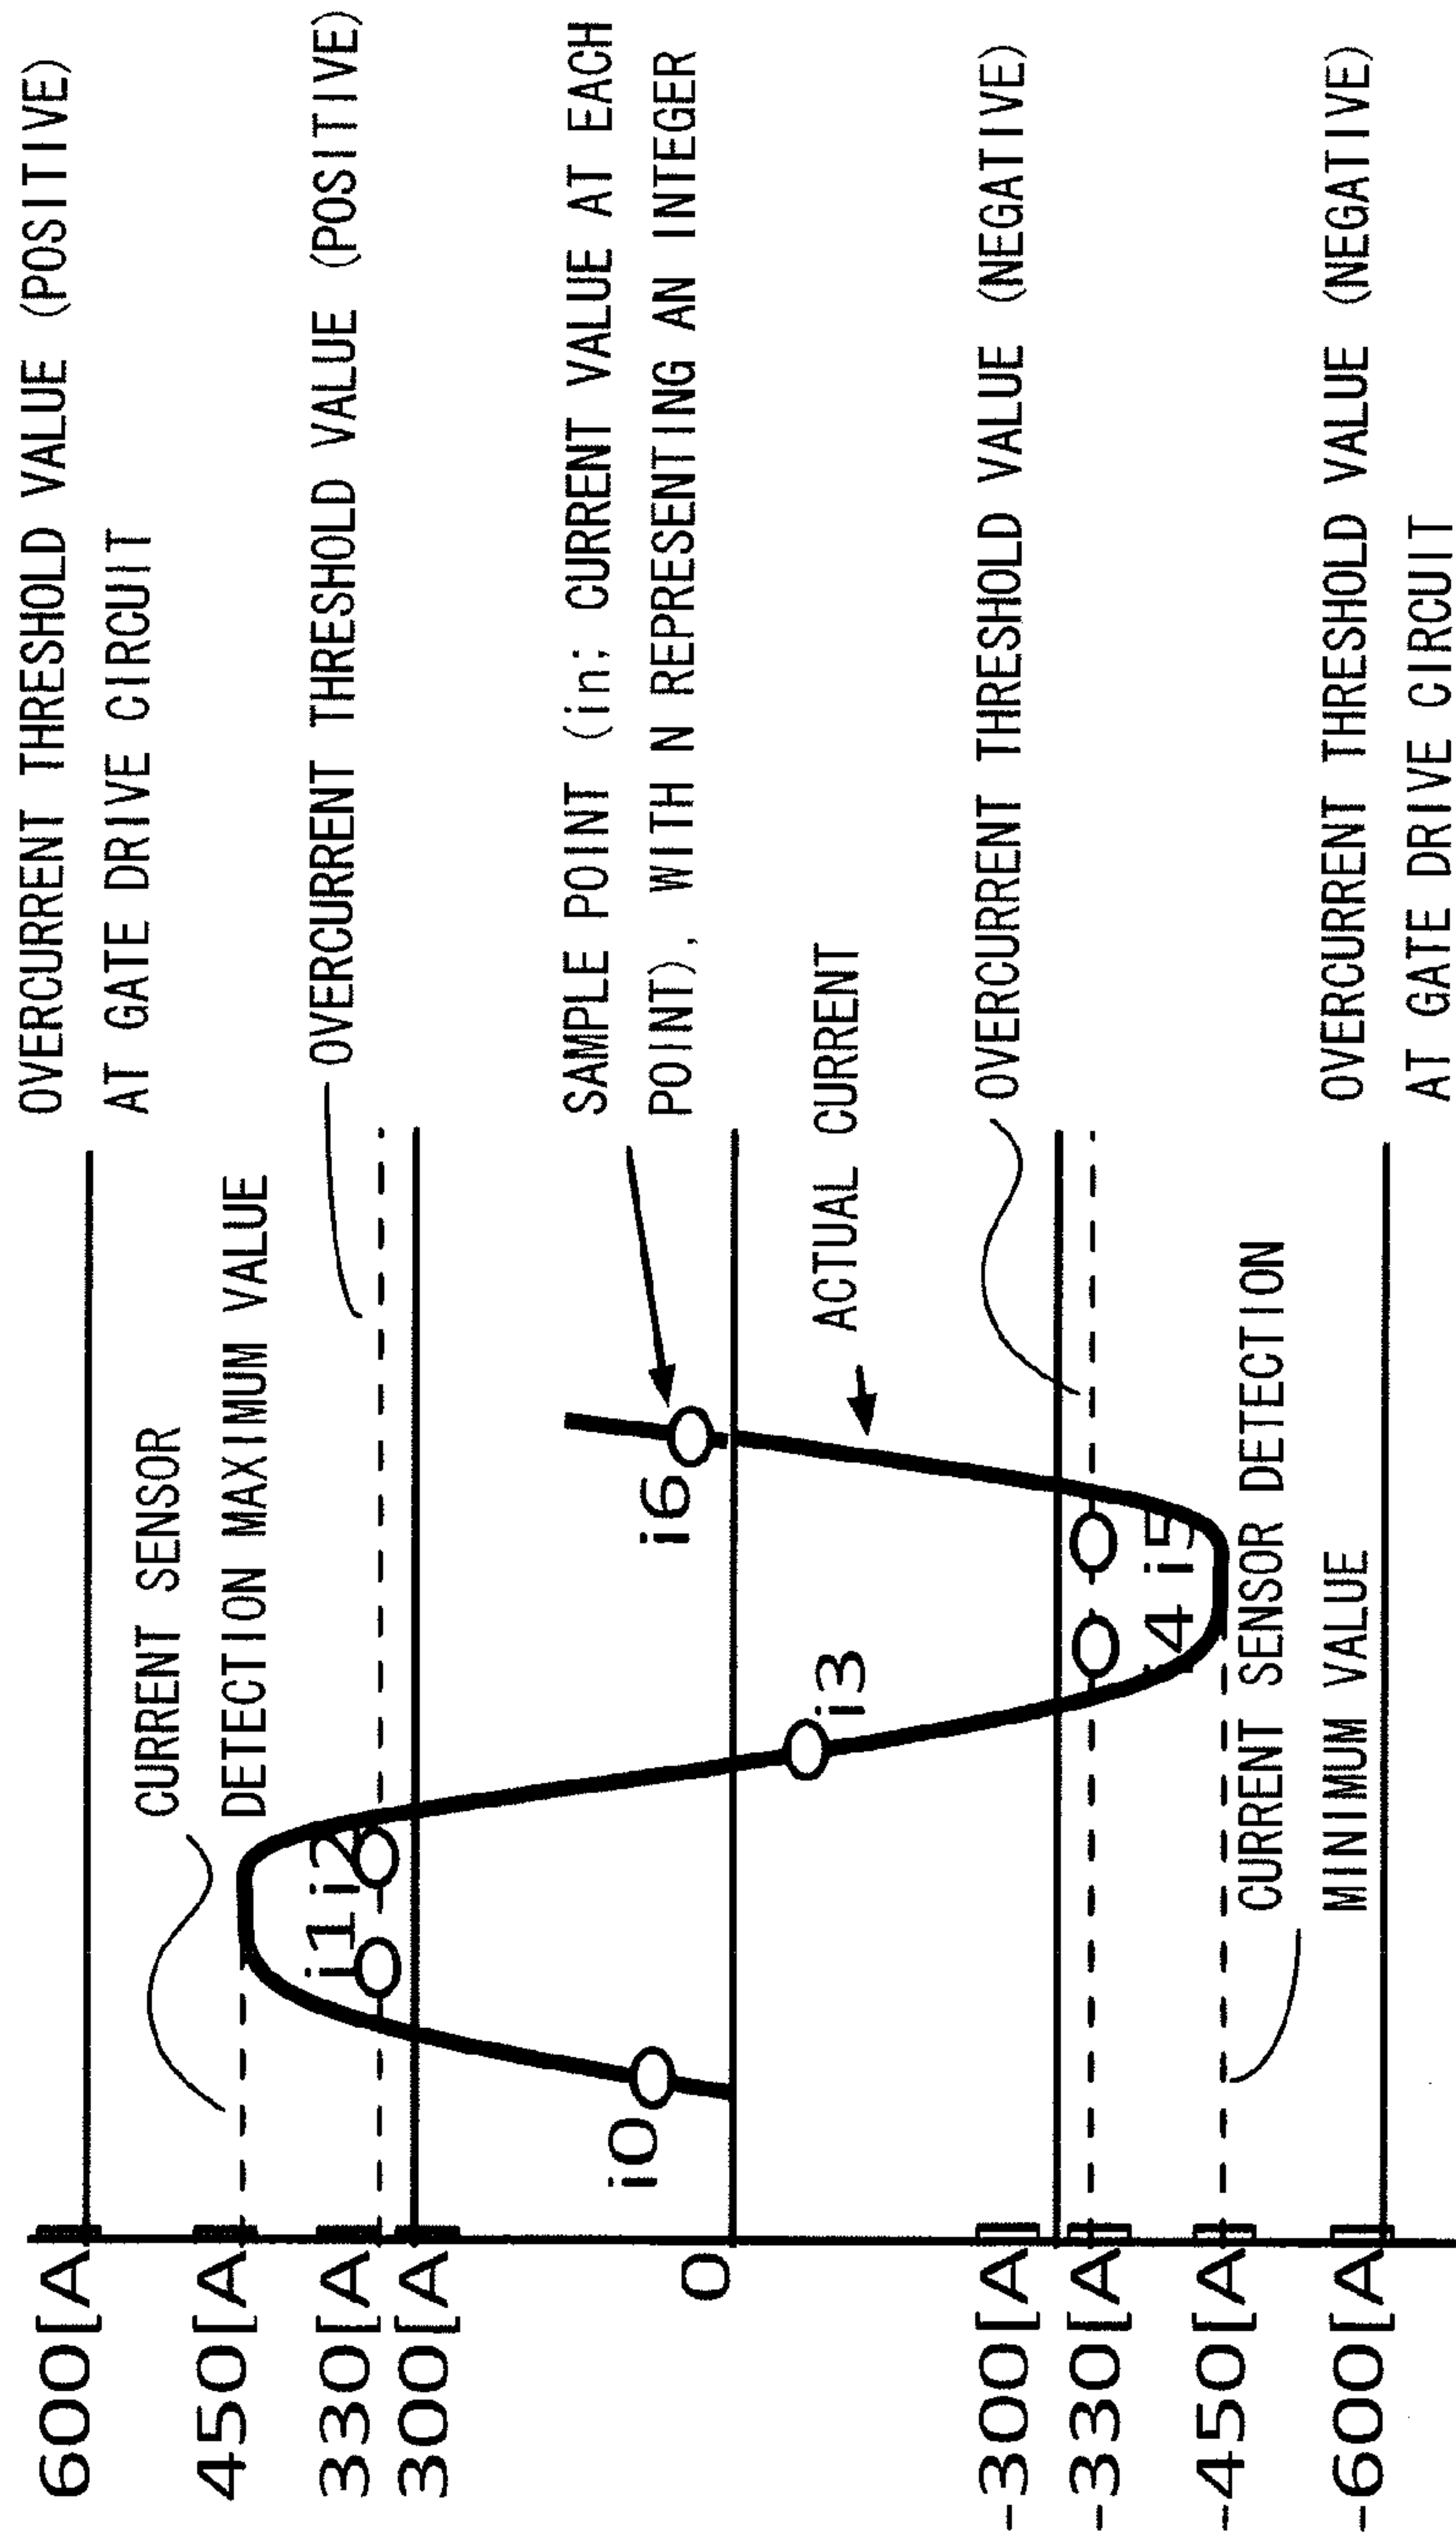 600[A]
450[A]
330[A]
300[A]
0
-300[A]
-330[A]
-450[A]
-600[A]
OVERCURRENT THRESHOLD VALUE (POSITIVE)
AT GATE DRIVE CIRCUIT
CURRENT SENSOR
DETECTION MAXIMUM VALUE
OVERCURRENT THRESHOLD VALUE (POSITIVE)
SAMPLE POINT (in; CURRENT VALUE AT EACH
POINT), WITH N REPRESENTING AN INTEGER
ACTUAL CURRENT
i0
i1
i2
i3
i4
i5
i6
OVERCURRENT THRESHOLD VALUE (NEGATIVE)
CURRENT SENSOR DETECTION
MINIMUM VALUE
OVERCURRENT THRESHOLD VALUE (NEGATIVE)
AT GATE DRIVE CIRCUIT